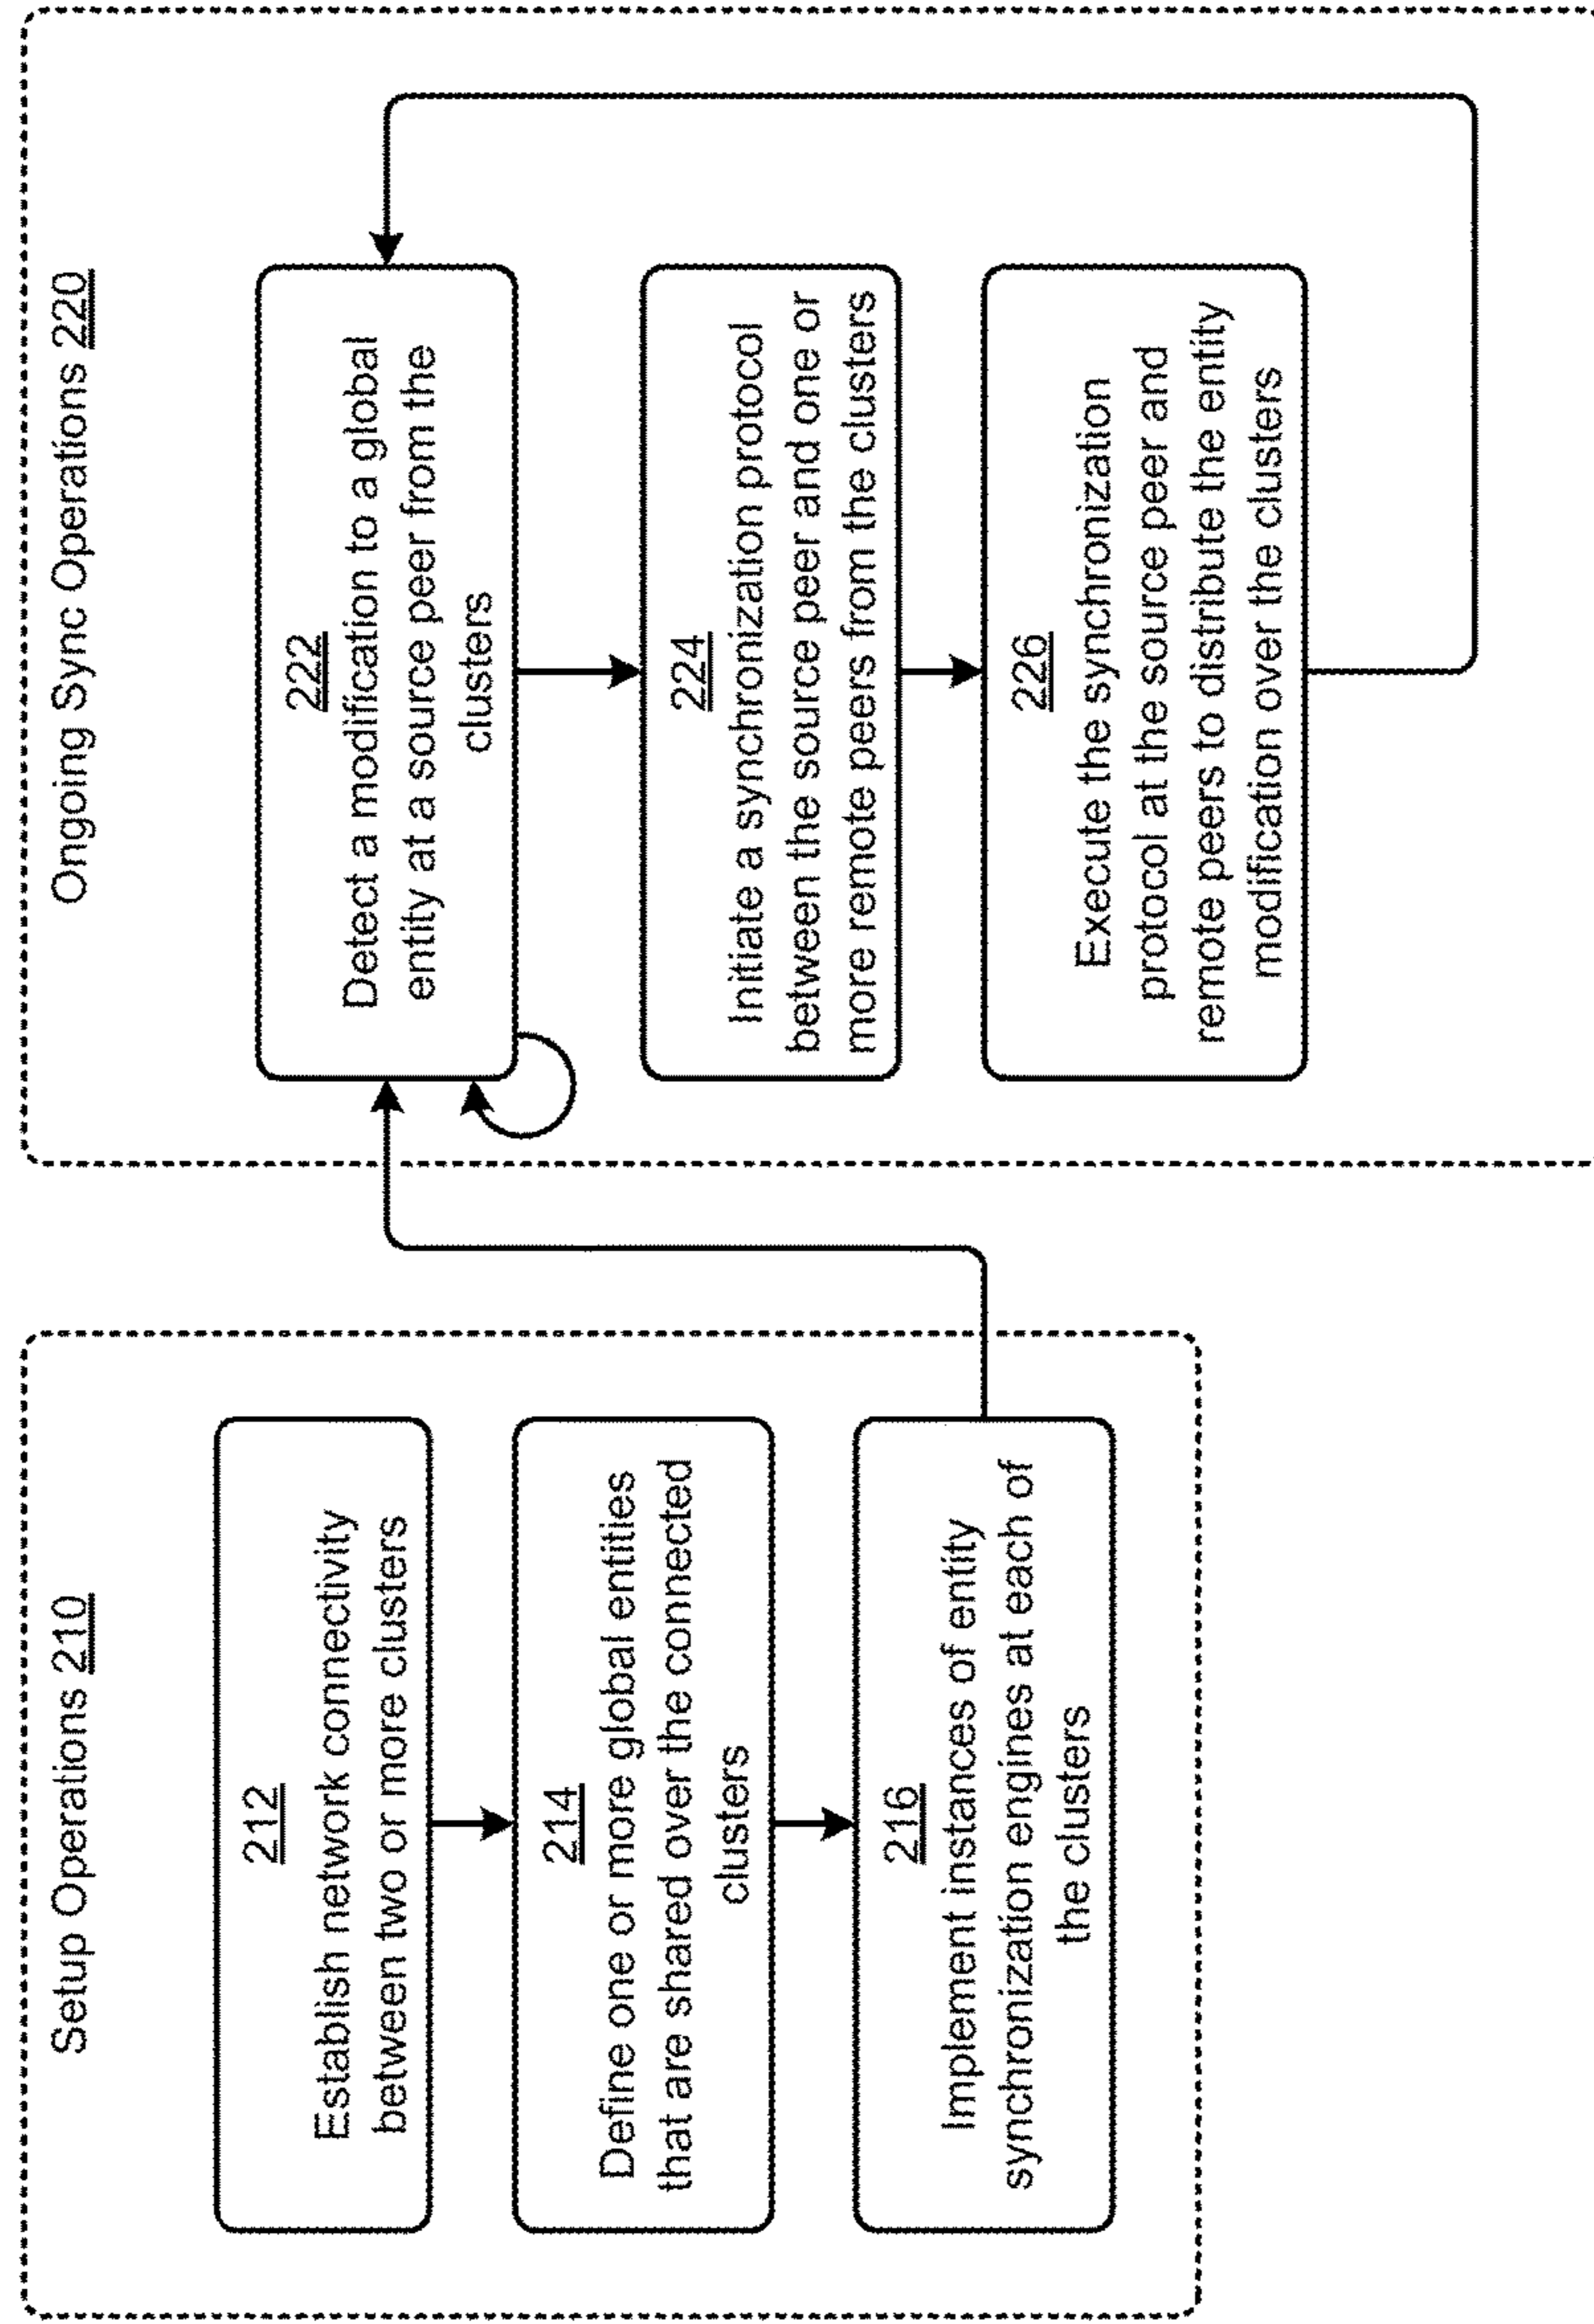 Setup Operations 210
212
Establish network connectivity
between two or more clusters
214
Define one or more global entities
that are shared over the connected
clusters
216
Implement instances of entity
synchronization engines at each of
the clusters
Ongoing Sync Operations 220
222
Detect a modification to a global
entity at a source peer from the
clusters
224
Initiate a synchronization protocol
between the source peer and one or
more remote peers from the clusters
226
Execute the synchronization
protocol at the source peer and
remote peers to distribute the entity
modification over the clusters